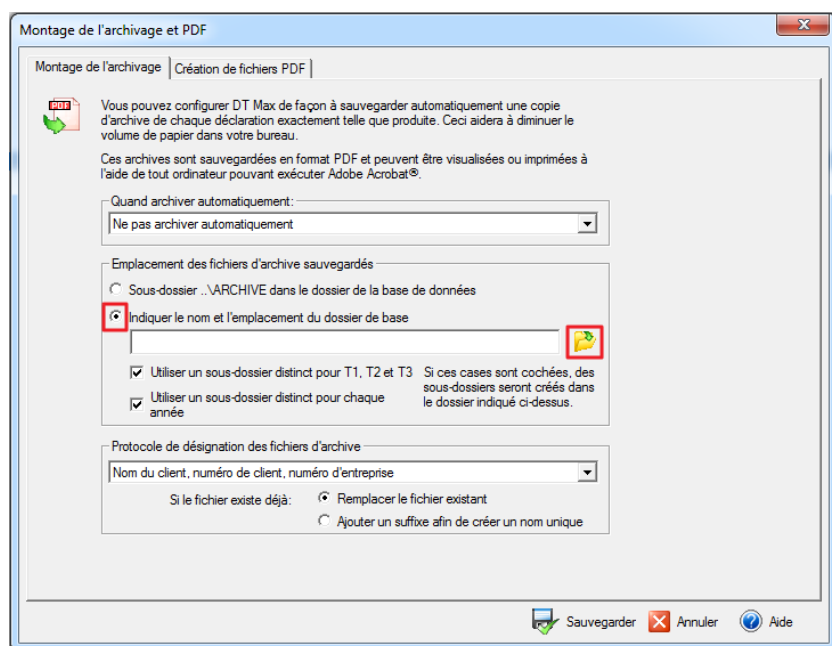 Montage de l'archivage et PDF
Montage de l'archivage
Création de fichiers PDF
PDF
Vous pouvez configurer DT Max de façon à sauvegarder automatiquement une copie
d'archive de chaque déclaration exactement telle que produite. Ceci aidera à diminuer le
volume de papier dans votre bureau.
Ces archives sont sauvegardées en format PDF et peuvent être visualisées ou imprimées à
l'aide de tout ordinateur pouvant exécuter Adobe Acrobat®.
Quand archiver automatiquement:
Ne pas archiver automatiquement
Emplacement des fichiers d'archive sauvegardés
Sous-dossier ..\ARCHIVE dans le dossier de la base de données
Indiquer le nom et l'emplacement du dossier de base
Utiliser un sous-dossier distinct pour T1, T2 et T3
Utiliser un sous-dossier distinct pour chaque
année
Si ces cases sont cochées, des
sous-dossiers seront créés dans
le dossier indiqué ci-dessus.
Protocole de désignation des fichiers d'archive
Nom du client, numéro de client, numéro d'entreprise
Si le fichier existe déjà:
Remplacer le fichier existant
Ajouter un suffixe afin de créer un nom unique
Sauvegarder
Annuler
Aide